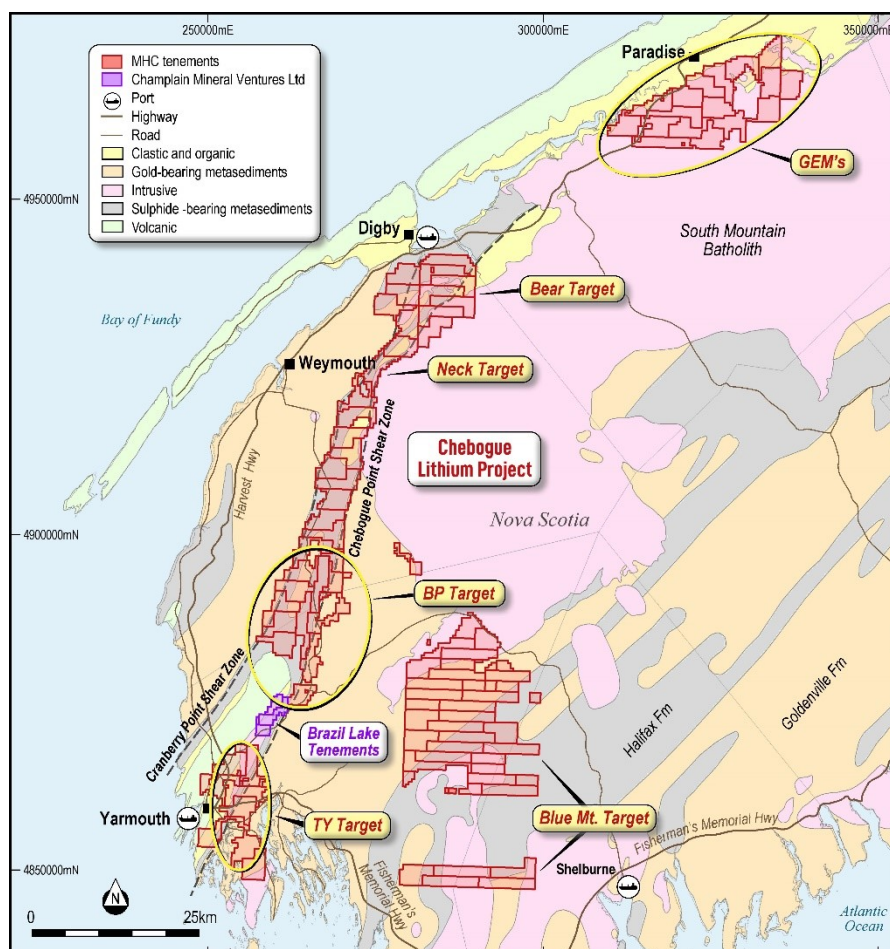 250000mE
300000mE
350000mE
MHC tenements
Champlain Mineral Ventures Ltd
Port
Highway
Road
Clastic and organic
Gold-bearing metasediments
Intrusive
Sulphide -bearing metasediments
Volcanic
Paradise
GEM's
4950000mN
Digby
South Mountain
Batholith
Bear Target
Bay of Fundy
Weymouth
Neck Target
Harvest Hwy
Chebogue Point Shear Zone
Chebogue
Lithium Project
Nova Scotia
4900000mN
BP Target
Cranberry Point Shear Zone
Brazil Lake
Tenements
Halifax Fm
Goldenville Fm
Yarmouth
TY Target
Blue Mt. Target
Fisherman's Memorial Hwy
Shelburne
4850000mN
Fisherman's
Memorial Hwy
N
0
25km
Atlantic
Ocean